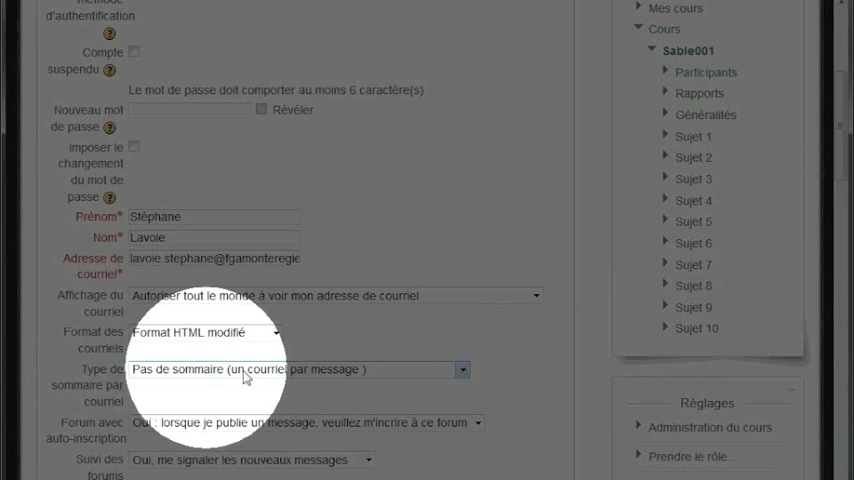 méthode
d'authentification
Compte
suspendu
Le mot de passe doit comporter au moins 6 caractère(s)
Nouveau mot
de passe
Révéler
Imposer le
changement
du mot de
passe
Prénom*
Stéphane
Nom*
Lavoie
Adresse de
courriel*
lavoie.stephane@fgamonteregie
Affichage du
courriel
Autoriser tout le monde à voir mon adresse de courriel
Format des
courriels
Format HTML modifié
Type de
sommaire par
courriel
Pas de sommaire (un courriel par message )
Forum avec
auto-inscription
Oui : lorsque je publie un message, veuillez m'incrire à ce forum
Suivi des
forums
Oui, me signaler les nouveaux messages
Mes cours
Cours
Sable001
Participants
Rapports
Généralités
Sujet 1
Sujet 2
Sujet 3
Sujet 4
Sujet 5
Sujet 6
Sujet 7
Sujet 8
Sujet 9
Sujet 10
Réglages
Administration du cours
Prendre le rôle...